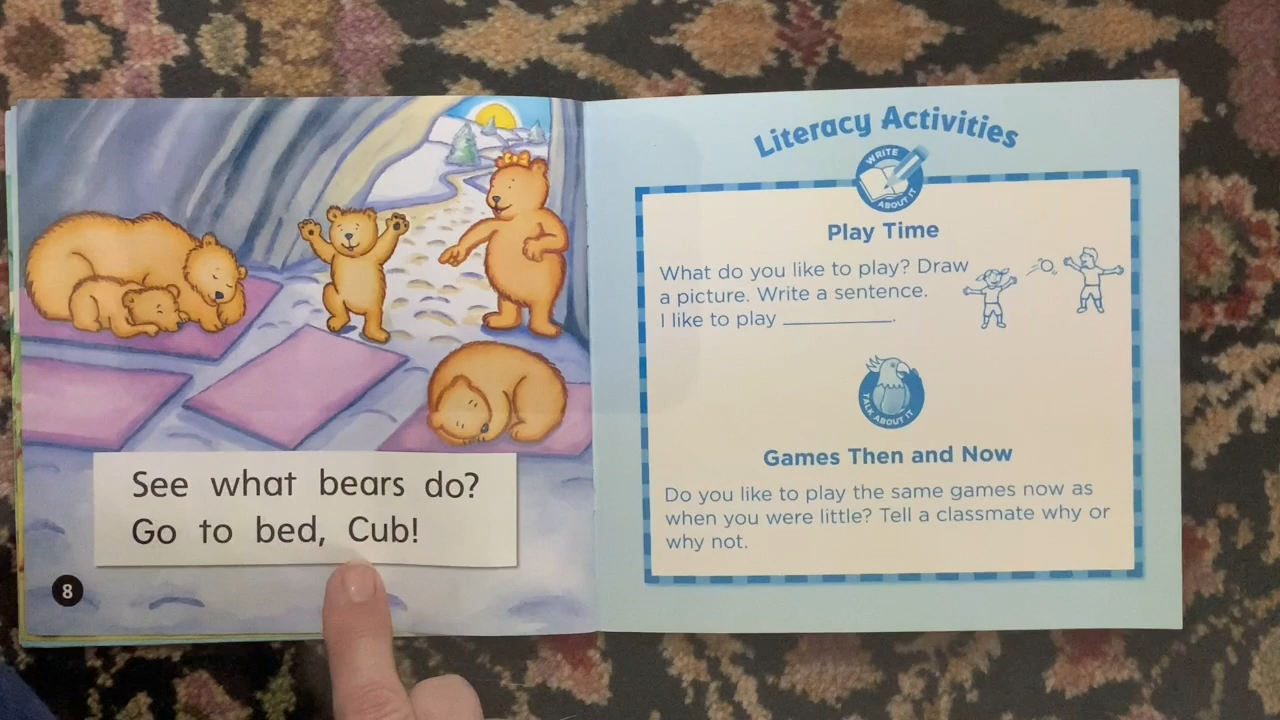 See what bears do?
Go to bed, Cub!
8
Literacy Activities
WRITE
ABOUT IT
Play Time
What do you like to play? Draw
a picture. Write a sentence.
I like to play __________.
TALK ABOUT IT
Games Then and Now
Do you like to play the same games now as
when you were little? Tell a classmate why or
why not.